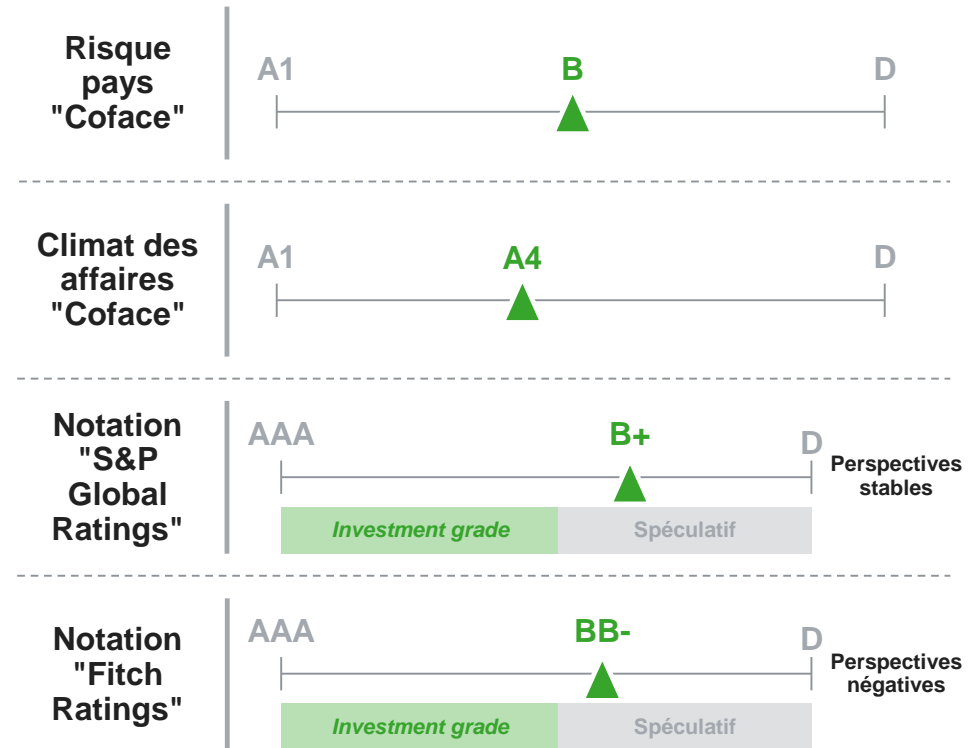 Risque
pays
"Coface"
A1
B
D
Climat des
affaires
"Coface"
A1
A4
D
Notation
"S&P
Global
Ratings"
AAA
B+
D
Perspectives
stables
Investment grade
Spéculatif
Notation
"Fitch
Ratings"
AAA
BB-
D
Perspectives
négatives
Investment grade
Spéculatif